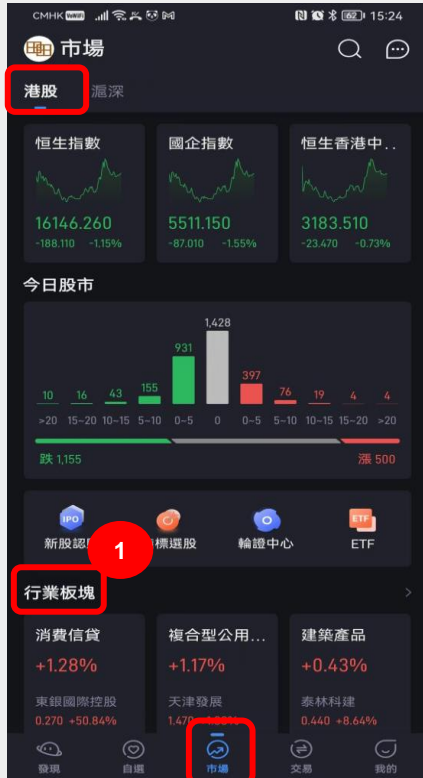 CMHK VoWiFi 62 15:24
市場
港股 滬深
恒生指數 國企指數 恒生香港中..
16146.260 5511.150 3183.510
-188.110 -1.15% -87.010 -1.55% -23.470 -0.73%
今日股市
1,428
931
397
155
76
10 16 43 19 4 4
>20 15~20 10~15 5~10 0~5 0 0~5 5~10 10~15 15~20 >20
跌 1,155 漲 500
IPO ETF
新股認 標選股 輪證中心 ETF
1
行業板塊 >
消費信貸 複合型公用... 建築產品
+1.28% +1.17% +0.43%
東銀國際控股 天津發展 泰林科建
0.270 +50.84% 1.470 0.440 +8.64%
發現 自選 市場 交易 我的